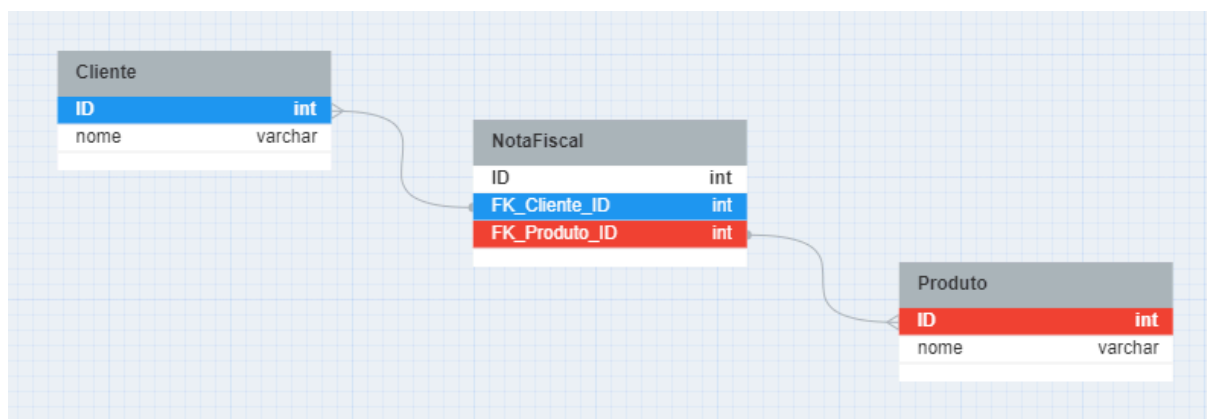 Cliente
ID int
nome varchar
NotaFiscal
ID int
FK_Cliente_ID int
FK_Produto_ID int
Produto
ID int
nome varchar